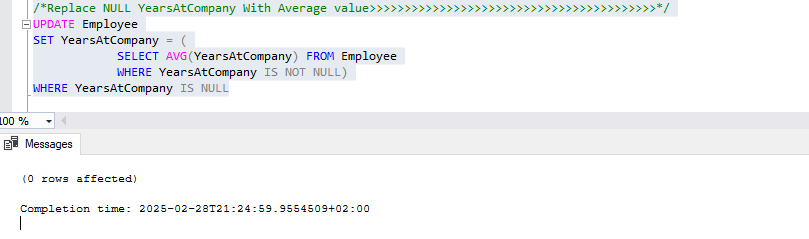 /*Replace NULL YearsAtCompany With Average value>>>>>>>>>>>>>>>>>>>>>>>>>>>>>>>>>>>>>>>>>*/
UPDATE Employee
SET YearsAtCompany = (
SELECT AVG(YearsAtCompany) FROM Employee
WHERE YearsAtCompany IS NOT NULL)
WHERE YearsAtCompany IS NULL
100 %
Messages
(0 rows affected)
Completion time: 2025-02-28T21:24:59.9554509+02:00